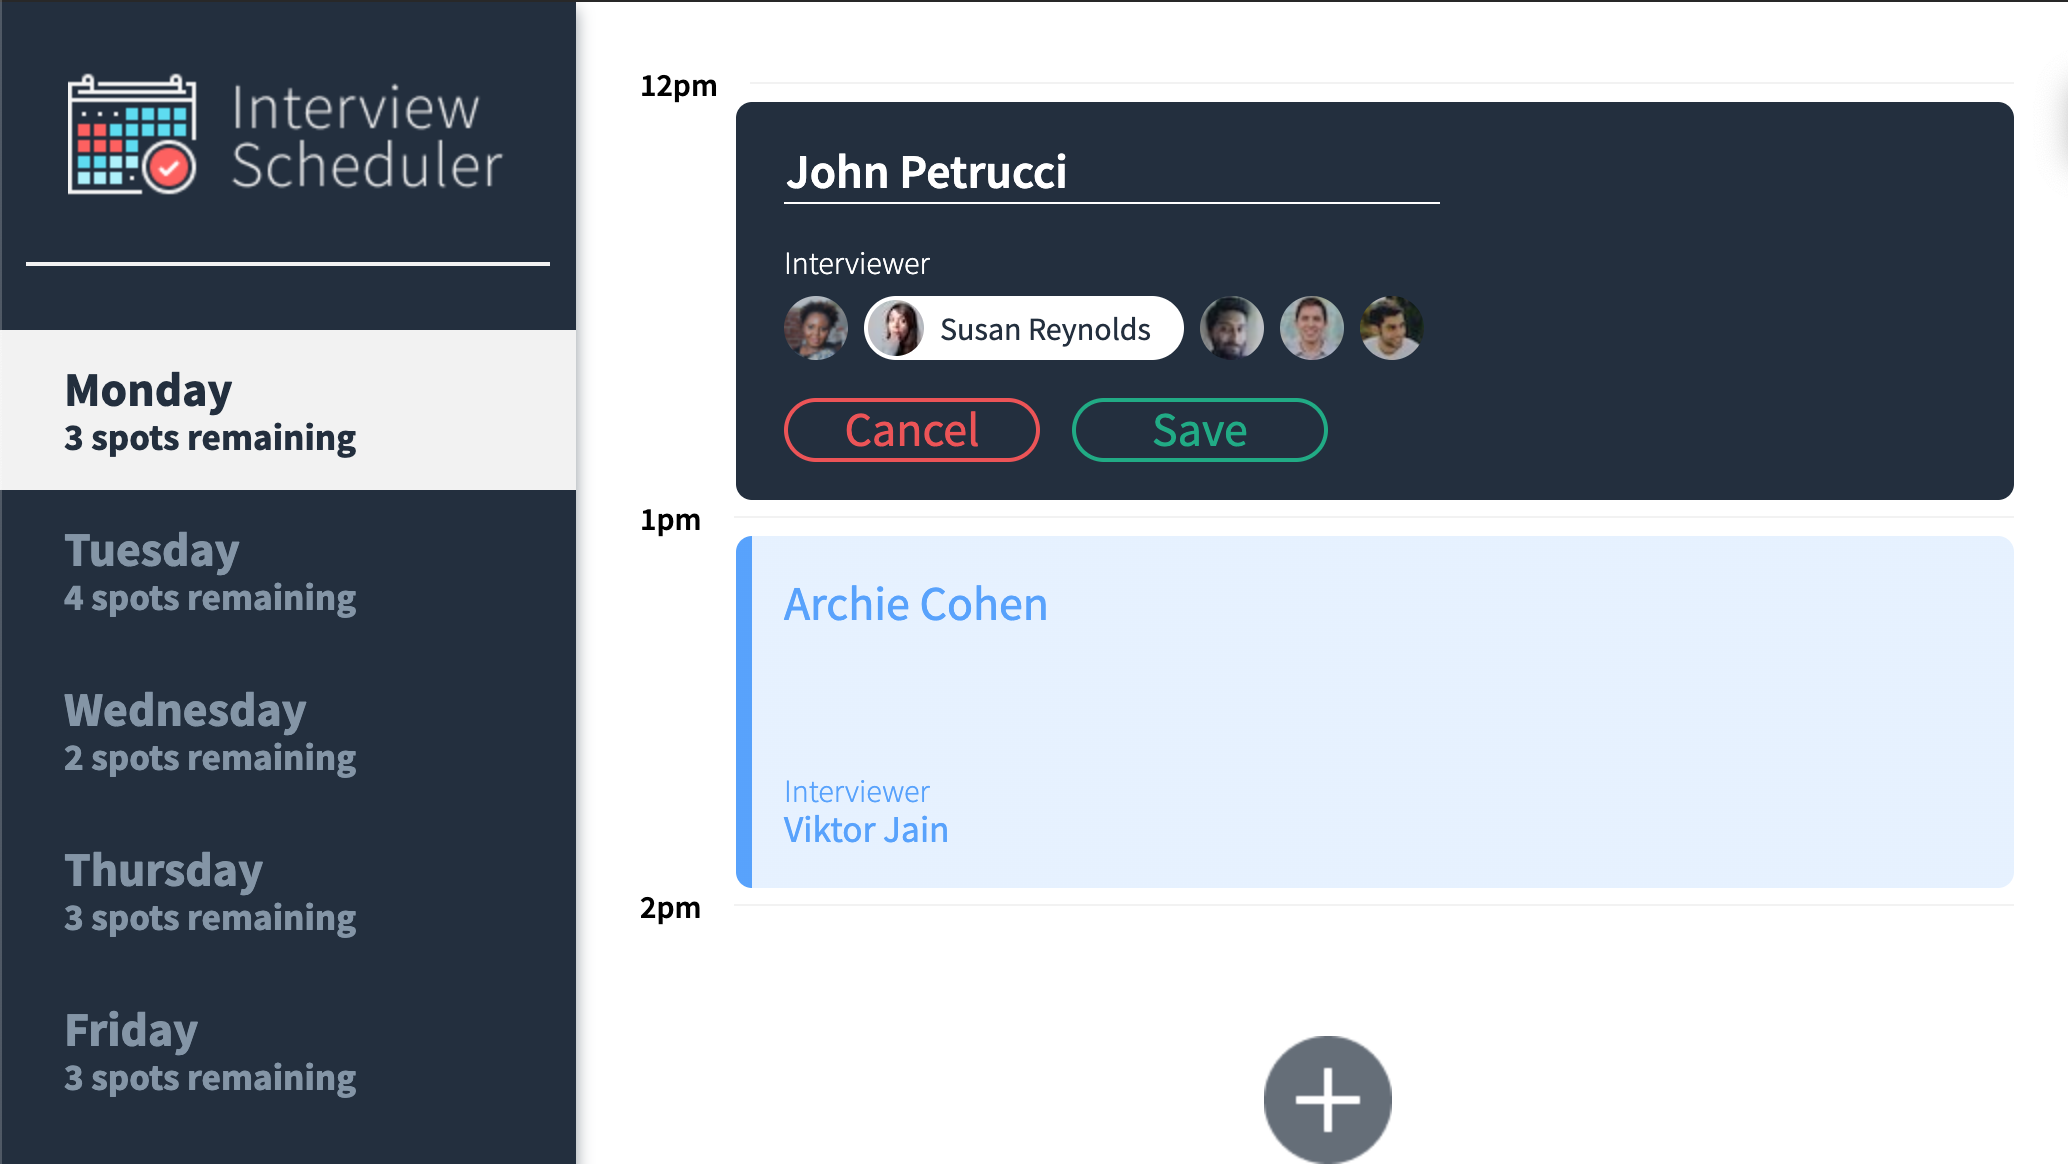 Interview
Scheduler
Monday
3 spots remaining
Tuesday
4 spots remaining
Wednesday
2 spots remaining
Thursday
3 spots remaining
Friday
3 spots remaining
12pm
John Petrucci
Interviewer
Susan Reynolds
Cancel
Save
1pm
Archie Cohen
Interviewer
Viktor Jain
2pm